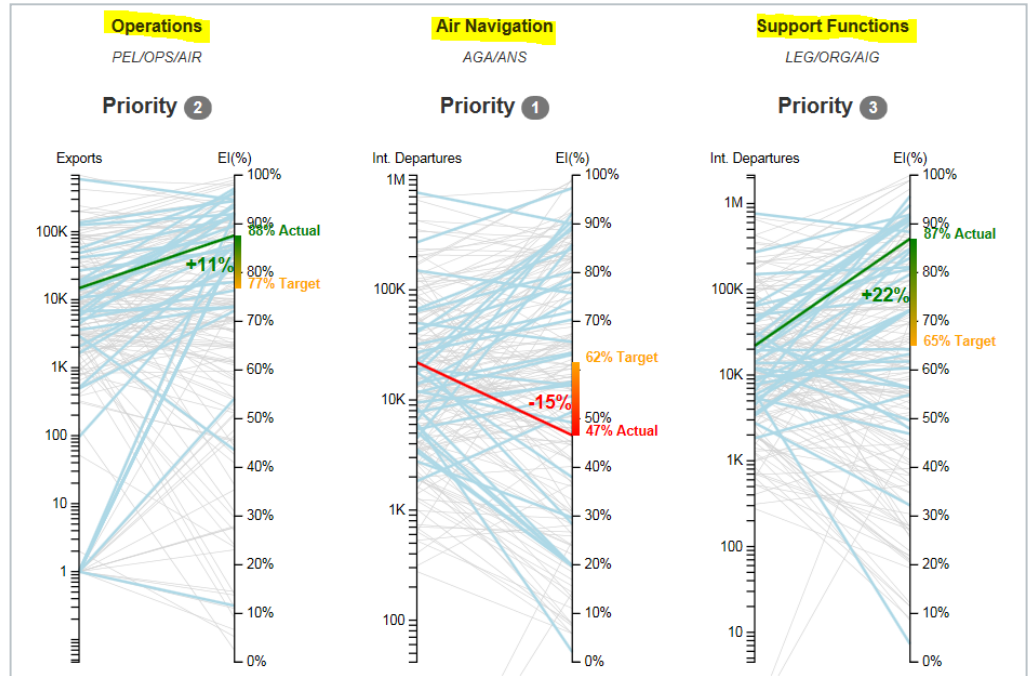 Operations
PEL/OPS/AIR
Priority 2
Exports
EI(%)
100K
10K
1K
100
10
1
100%
90%
88% Actual
+11%
80%
77% Target
70%
60%
50%
40%
30%
20%
10%
0%
Air Navigation
AGA/ANS
Priority 1
Int. Departures
EI(%)
1M
100K
10K
1K
100
100%
90%
80%
70%
62% Target
-15%
50%
47% Actual
40%
30%
20%
10%
0%
Support Functions
LEG/ORG/AIG
Priority 3
Int. Departures
EI(%)
1M
100K
10K
1K
100
10
100%
90%
87% Actual
80%
+22%
70%
65% Target
60%
50%
40%
30%
20%
10%
0%